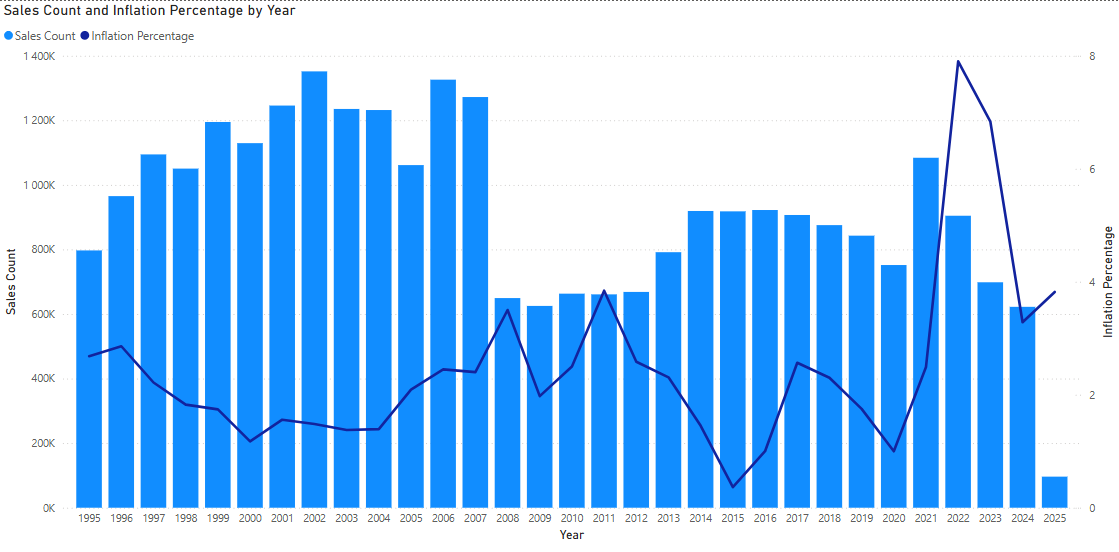 Sales Count and Inflation Percentage by Year
Sales Count Inflation Percentage
1 400K
1 200K
1 000K
800K
600K
400K
200K
0K
Sales Count
8
6
4
2
0
Inflation Percentage
1995 1996 1997 1998 1999 2000 2001 2002 2003 2004 2005 2006 2007 2008 2009 2010 2011 2012 2013 2014 2015 2016 2017 2018 2019 2020 2021 2022 2023 2024 2025
Year